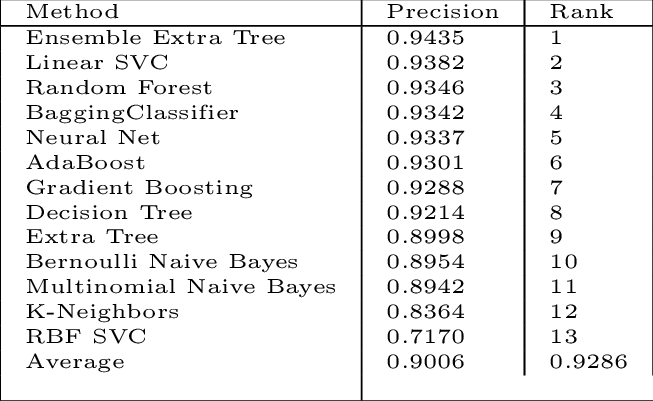 Method Precision Rank
Ensemble Extra Tree 0.9435 1
Linear SVC 0.9382 2
Random Forest 0.9346 3
BaggingClassifier 0.9342 4
Neural Net 0.9337 5
AdaBoost 0.9301 6
Gradient Boosting 0.9288 7
Decision Tree 0.9214 8
Extra Tree 0.8998 9
Bernoulli Naive Bayes 0.8954 10
Multinomial Naive Bayes 0.8942 11
K-Neighbors 0.8364 12
RBF SVC 0.7170 13
Average 0.9006 0.9286